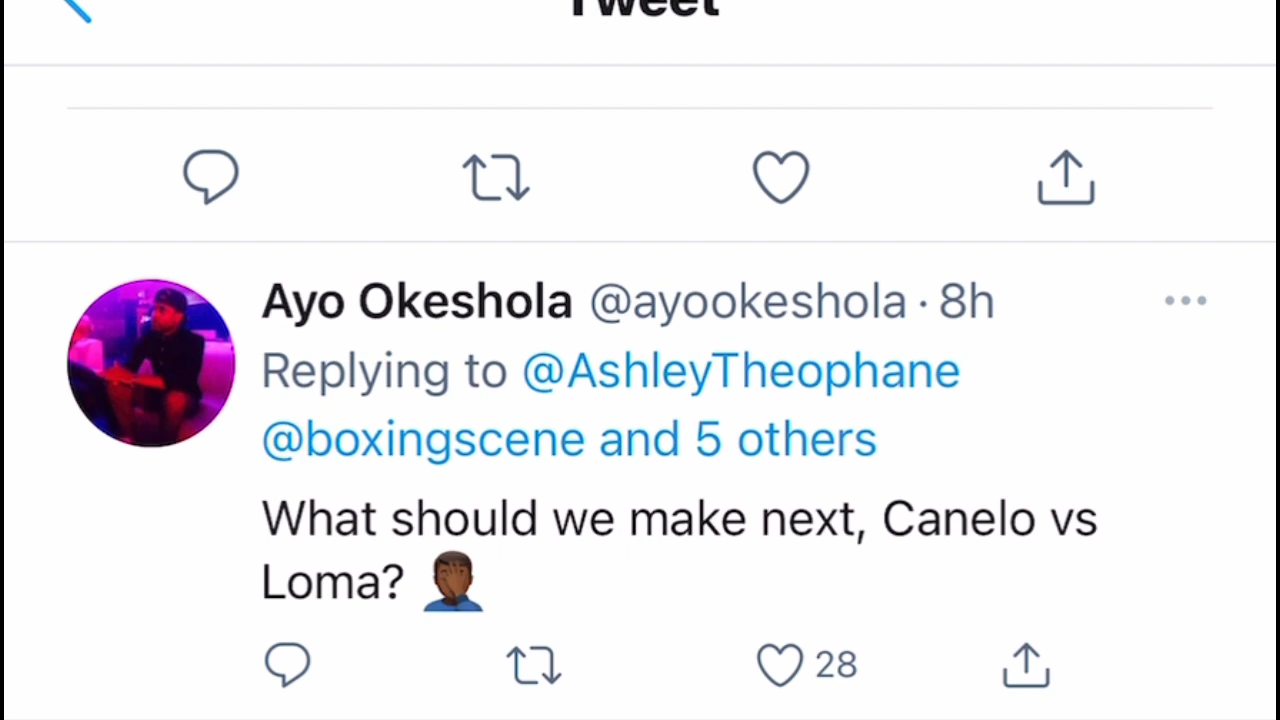 Tweet
Ayo Okeshola @ayookeshola · 8h
Replying to @AshleyTheophane
@boxingscene and 5 others
What should we make next, Canelo vs
Loma? 🤦🏾‍♂️
28